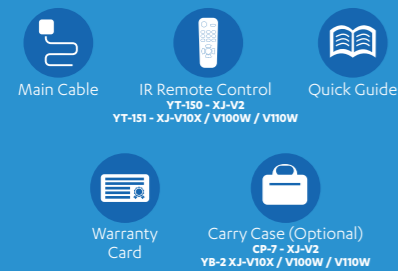 Main Cable
IR Remote Control
YT-150 - XJ-V2
YT-151 - XJ-V10X / V100W / V110W
Quick Guide
Warranty
Card
Carry Case (Optional)
CP-7 - XJ-V2
YB-2 XJ-V10X / V100W / V110W